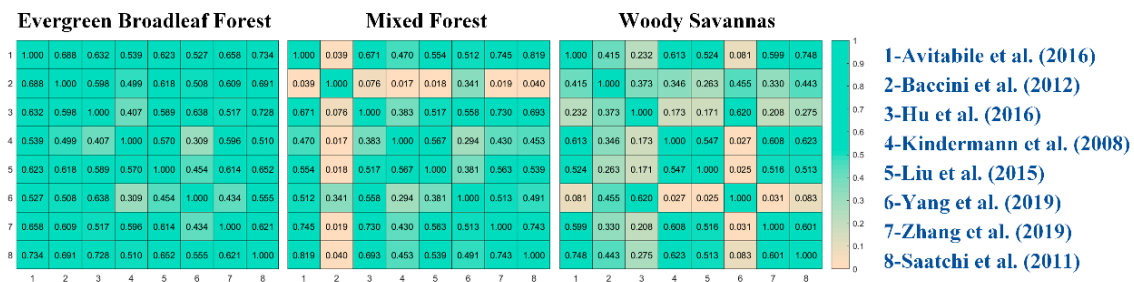 Evergreen Broadleaf Forest Mixed Forest Woody Savannas
1 1.000 0.688 0.632 0.539 0.623 0.527 0.658 0.734 1.000 0.039 0.671 0.470 0.554 0.512 0.745 0.819 1.000 0.415 0.232 0.613 0.524 0.081 0.599 0.748
2 0.688 1.000 0.598 0.499 0.618 0.508 0.609 0.691 0.039 1.000 0.076 0.017 0.018 0.341 0.019 0.040 0.415 1.000 0.373 0.346 0.263 0.455 0.330 0.443
3 0.632 0.598 1.000 0.407 0.589 0.638 0.517 0.728 0.671 0.076 1.000 0.383 0.517 0.558 0.730 0.693 0.232 0.373 1.000 0.173 0.171 0.620 0.208 0.275
4 0.539 0.499 0.407 1.000 0.570 0.309 0.596 0.510 0.470 0.017 0.383 1.000 0.567 0.294 0.430 0.453 0.613 0.346 0.173 1.000 0.547 0.027 0.608 0.623
5 0.623 0.618 0.589 0.570 1.000 0.454 0.614 0.652 0.554 0.018 0.517 0.567 1.000 0.381 0.563 0.539 0.524 0.263 0.171 0.547 1.000 0.025 0.516 0.513
6 0.527 0.508 0.638 0.309 0.454 1.000 0.434 0.555 0.512 0.341 0.558 0.294 0.381 1.000 0.513 0.491 0.081 0.455 0.620 0.027 0.025 1.000 0.031 0.083
7 0.658 0.609 0.517 0.596 0.614 0.434 1.000 0.621 0.745 0.019 0.730 0.430 0.563 0.513 1.000 0.743 0.599 0.330 0.208 0.608 0.516 0.031 1.000 0.601
8 0.734 0.691 0.728 0.510 0.652 0.555 0.621 1.000 0.819 0.040 0.693 0.453 0.539 0.491 0.743 1.000 0.748 0.443 0.275 0.623 0.513 0.083 0.601 1.000
1 2 3 4 5 6 7 8 1 2 3 4 5 6 7 8 1 2 3 4 5 6 7 8
1
0.9
0.8
0.7
0.6
0.5
0.4
0.3
0.2
0.1
0
1-Avitabile et al. (2016)
2-Baccini et al. (2012)
3-Hu et al. (2016)
4-Kindermann et al. (2008)
5-Liu et al. (2015)
6-Yang et al. (2019)
7-Zhang et al. (2019)
8-Saatchi et al. (2011)